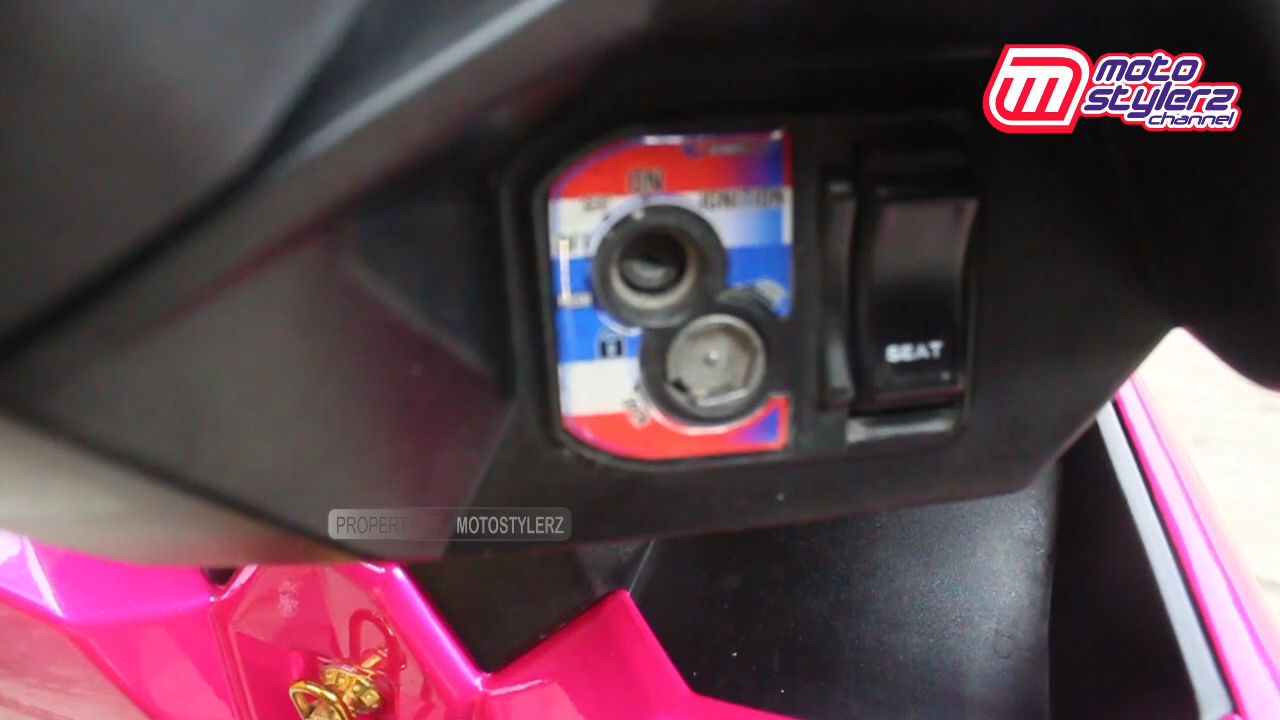 moto
stylerz
channel
ON
IGNITION
SEAT
PROPERTY OF MOTOSTYLERZ